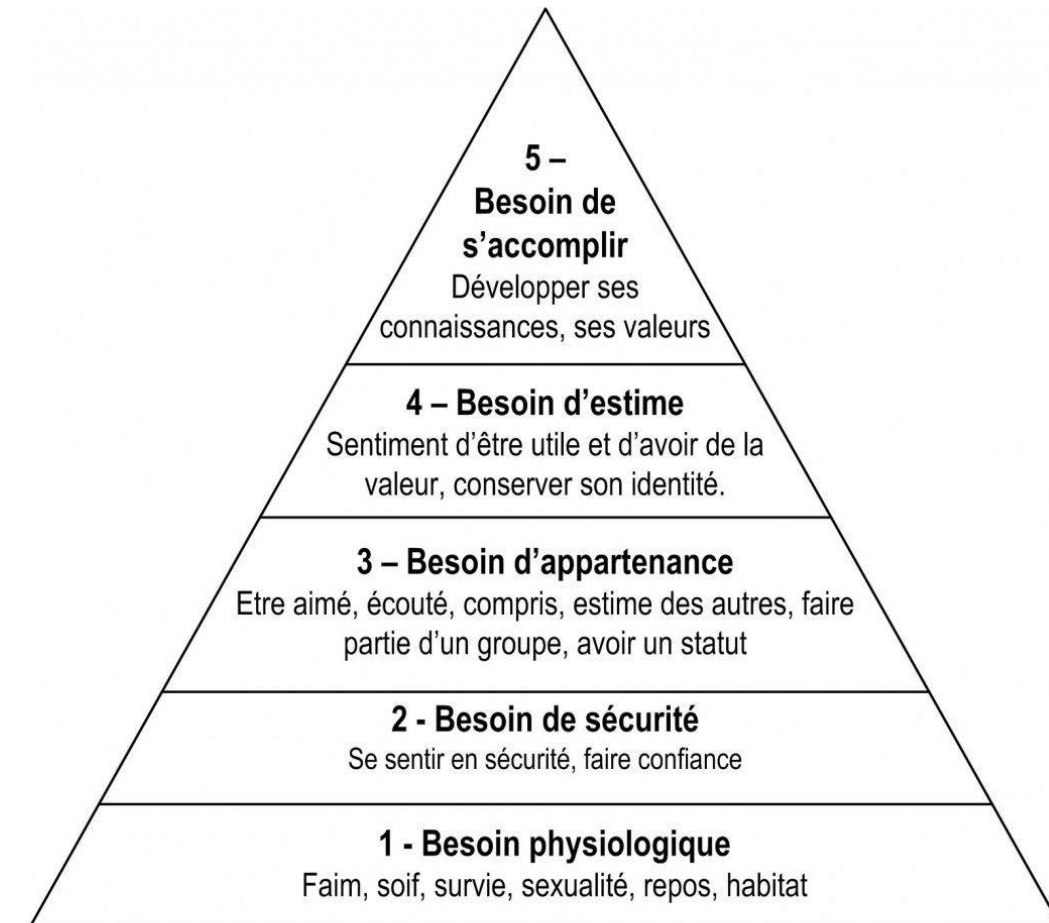 5 –
Besoin de
s’accomplir
Développer ses
connaissances, ses valeurs
4 – Besoin d’estime
Sentiment d’être utile et d’avoir de la
valeur, conserver son identité.
3 – Besoin d’appartenance
Etre aimé, écouté, compris, estime des autres, faire
partie d’un groupe, avoir un statut
2 - Besoin de sécurité
Se sentir en sécurité, faire confiance
1 - Besoin physiologique
Faim, soif, survie, sexualité, repos, habitat